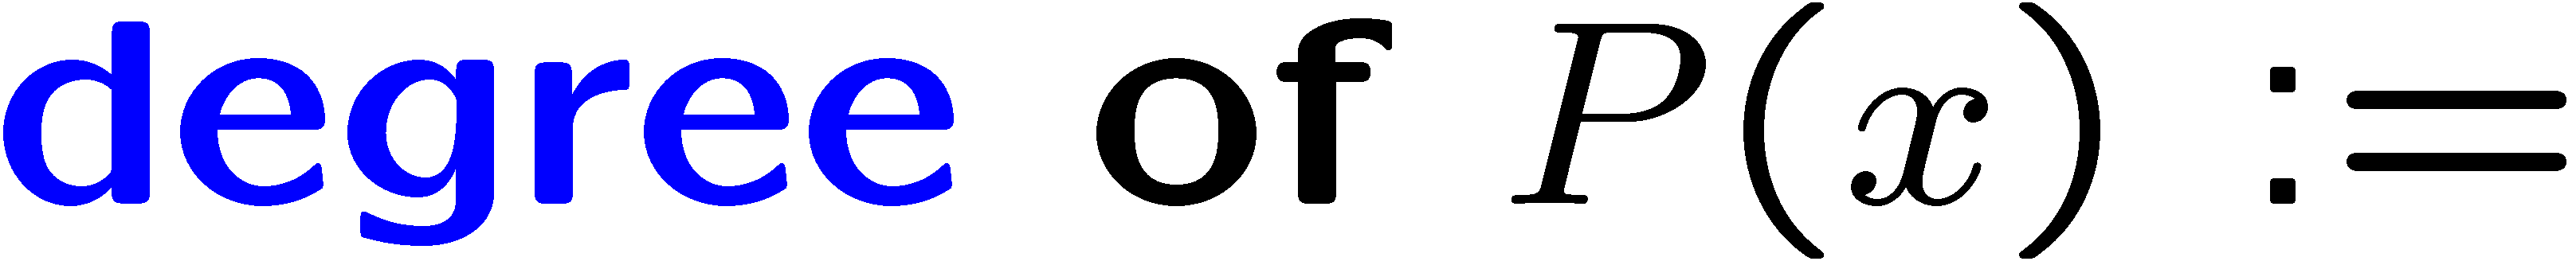 degree of P(x) :=